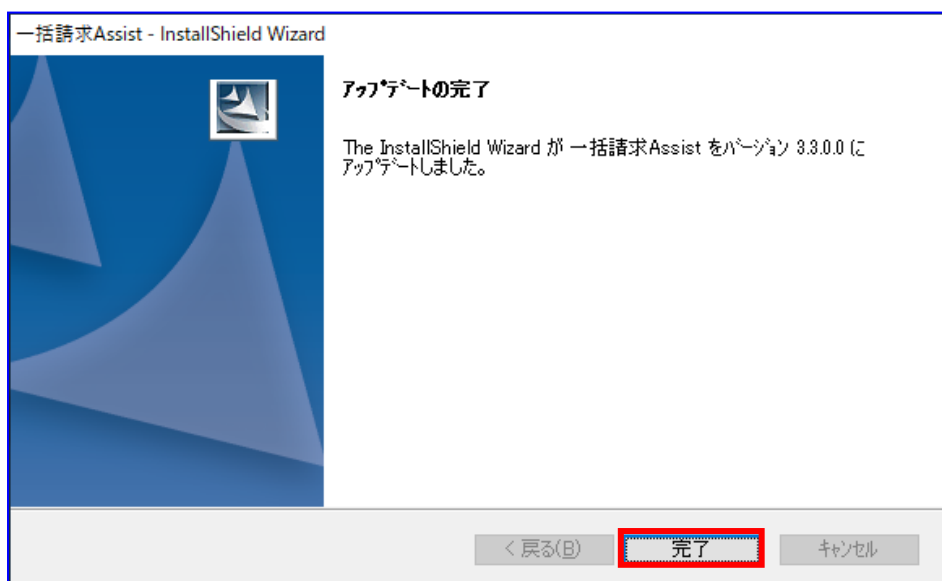 一括請求Assist - InstallShield Wizard
ｱｯﾌﾟﾃﾞｰﾄの完了
The InstallShield Wizard が 一括請求Assist をﾊﾞｰｼﾞｮﾝ 3.3.0.0 に
ｱｯﾌﾟﾃﾞｰﾄしました。
< 戻る(B)
完了
ｷｬﾝｾﾙ